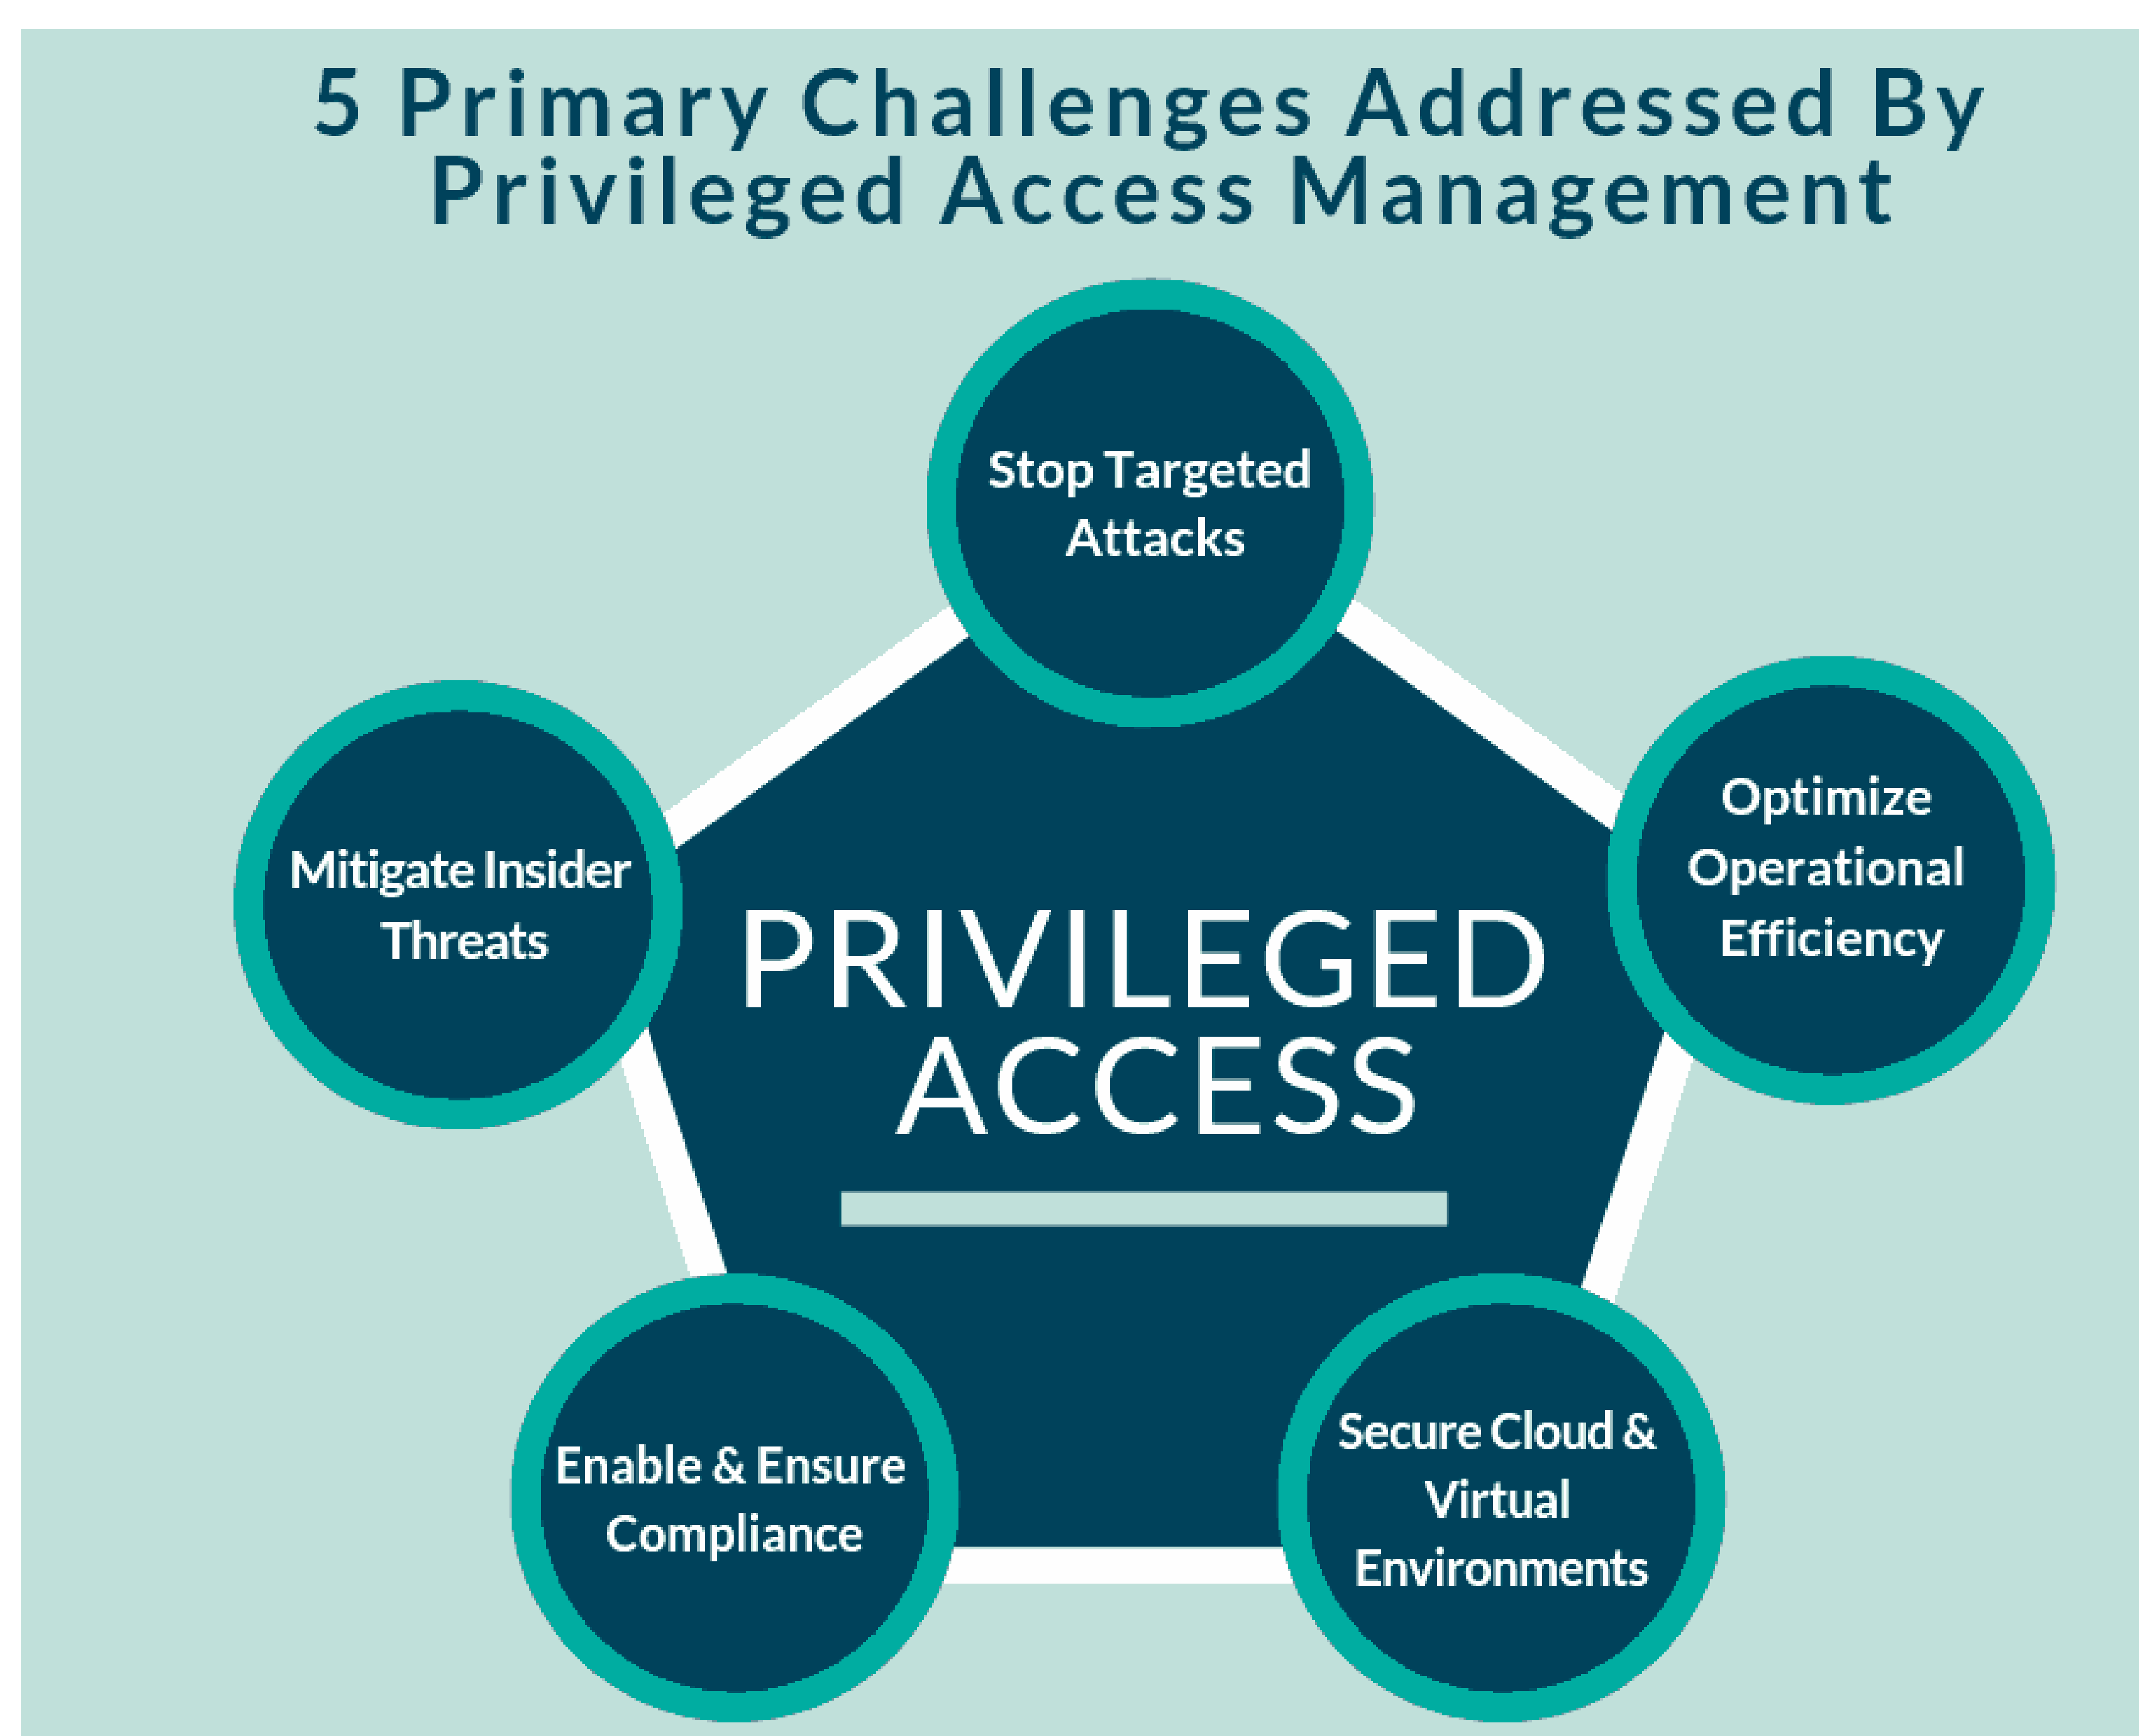 5 Primary Challenges Addressed By
Privileged Access Management
Stop Targeted
Attacks
Optimize
Operational
Efficiency
Mitigate Insider
Threats
PRIVILEGED
ACCESS
Enable & Ensure
Compliance
Secure Cloud &
Virtual
Environments